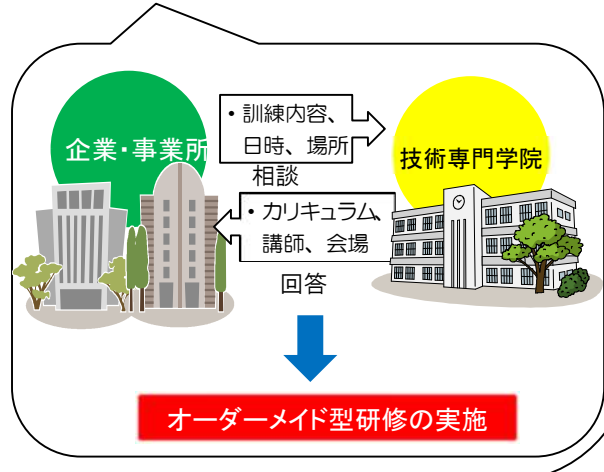 企業・事業所
・訓練内容、
日時、場所
相談
技術専門学院
・カリキュラム、
講師、会場
回答
オーダーメイド型研修の実施